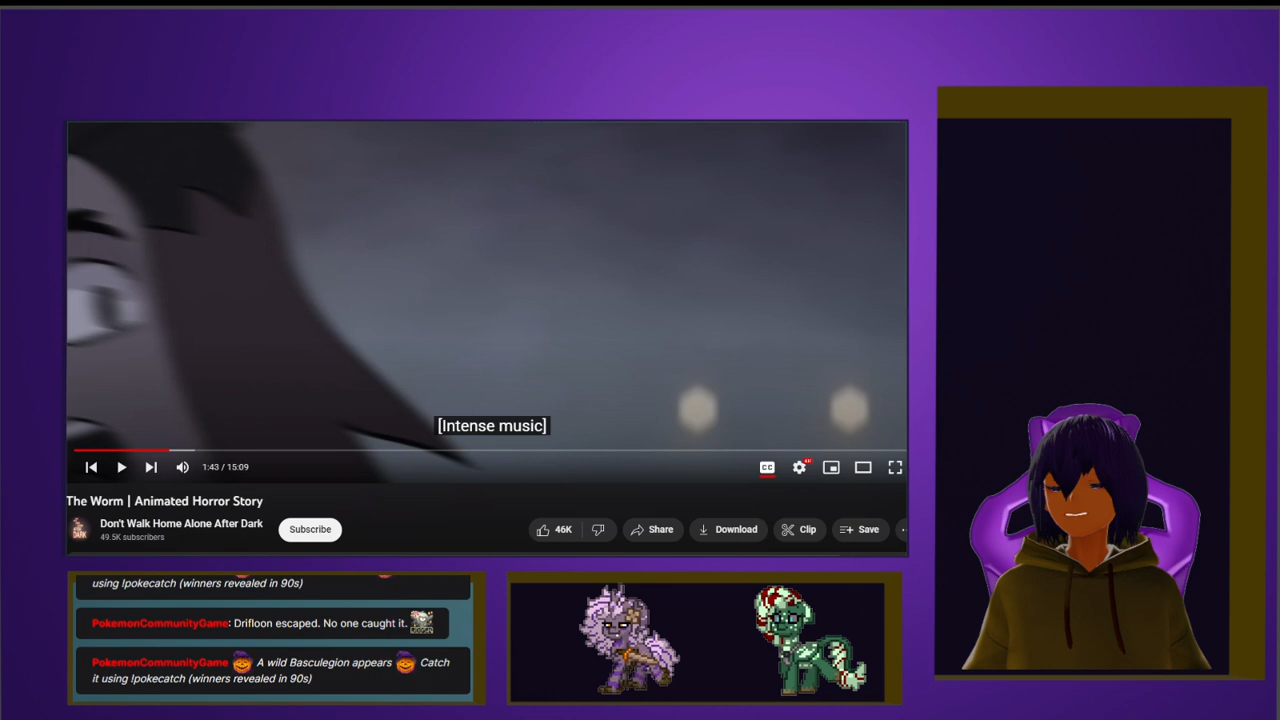 [Intense music]
1:43 / 15:09
CC
The Worm | Animated Horror Story
Don't Walk Home Alone After Dark
49.5K subscribers
Subscribe
46K
Share
Download
Clip
Save
using !pokecatch (winners revealed in 90s)
PokemonCommunityGame: Drifloon escaped. No one caught it.
PokemonCommunityGame A wild Basculegion appears Catch
it using !pokecatch (winners revealed in 90s)